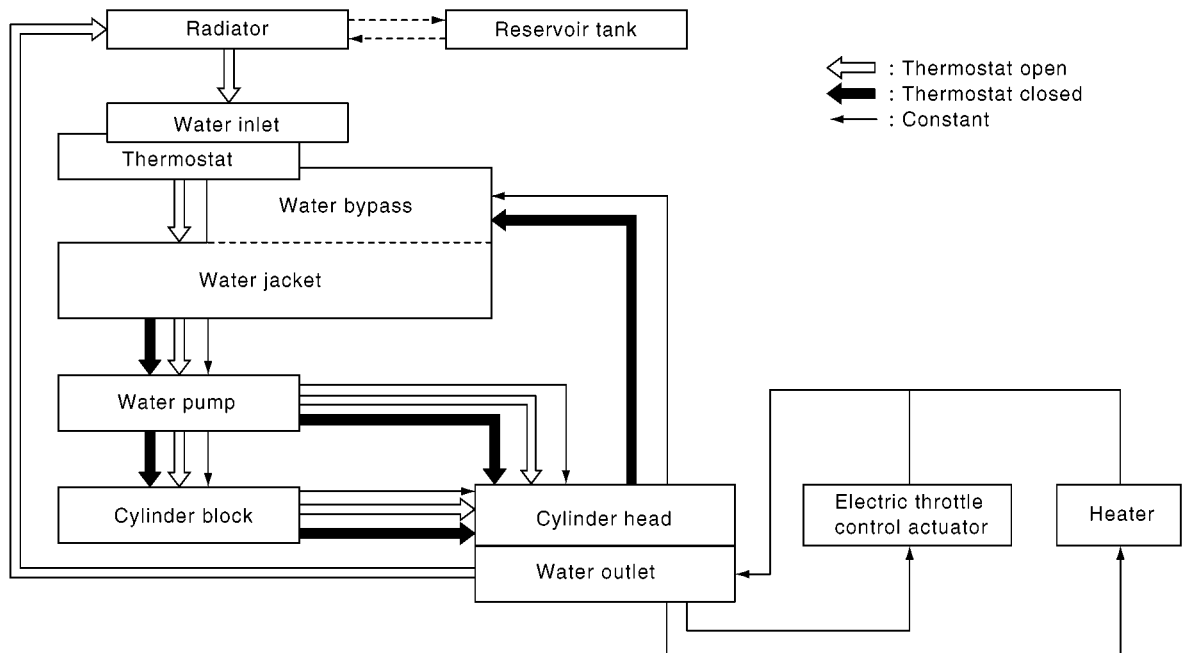 Radiator
Reservoir tank
: Thermostat open
: Thermostat closed
: Constant
Water inlet
Thermostat
Water bypass
Water jacket
Water pump
Cylinder block
Cylinder head
Electric throttle
control actuator
Heater
Water outlet